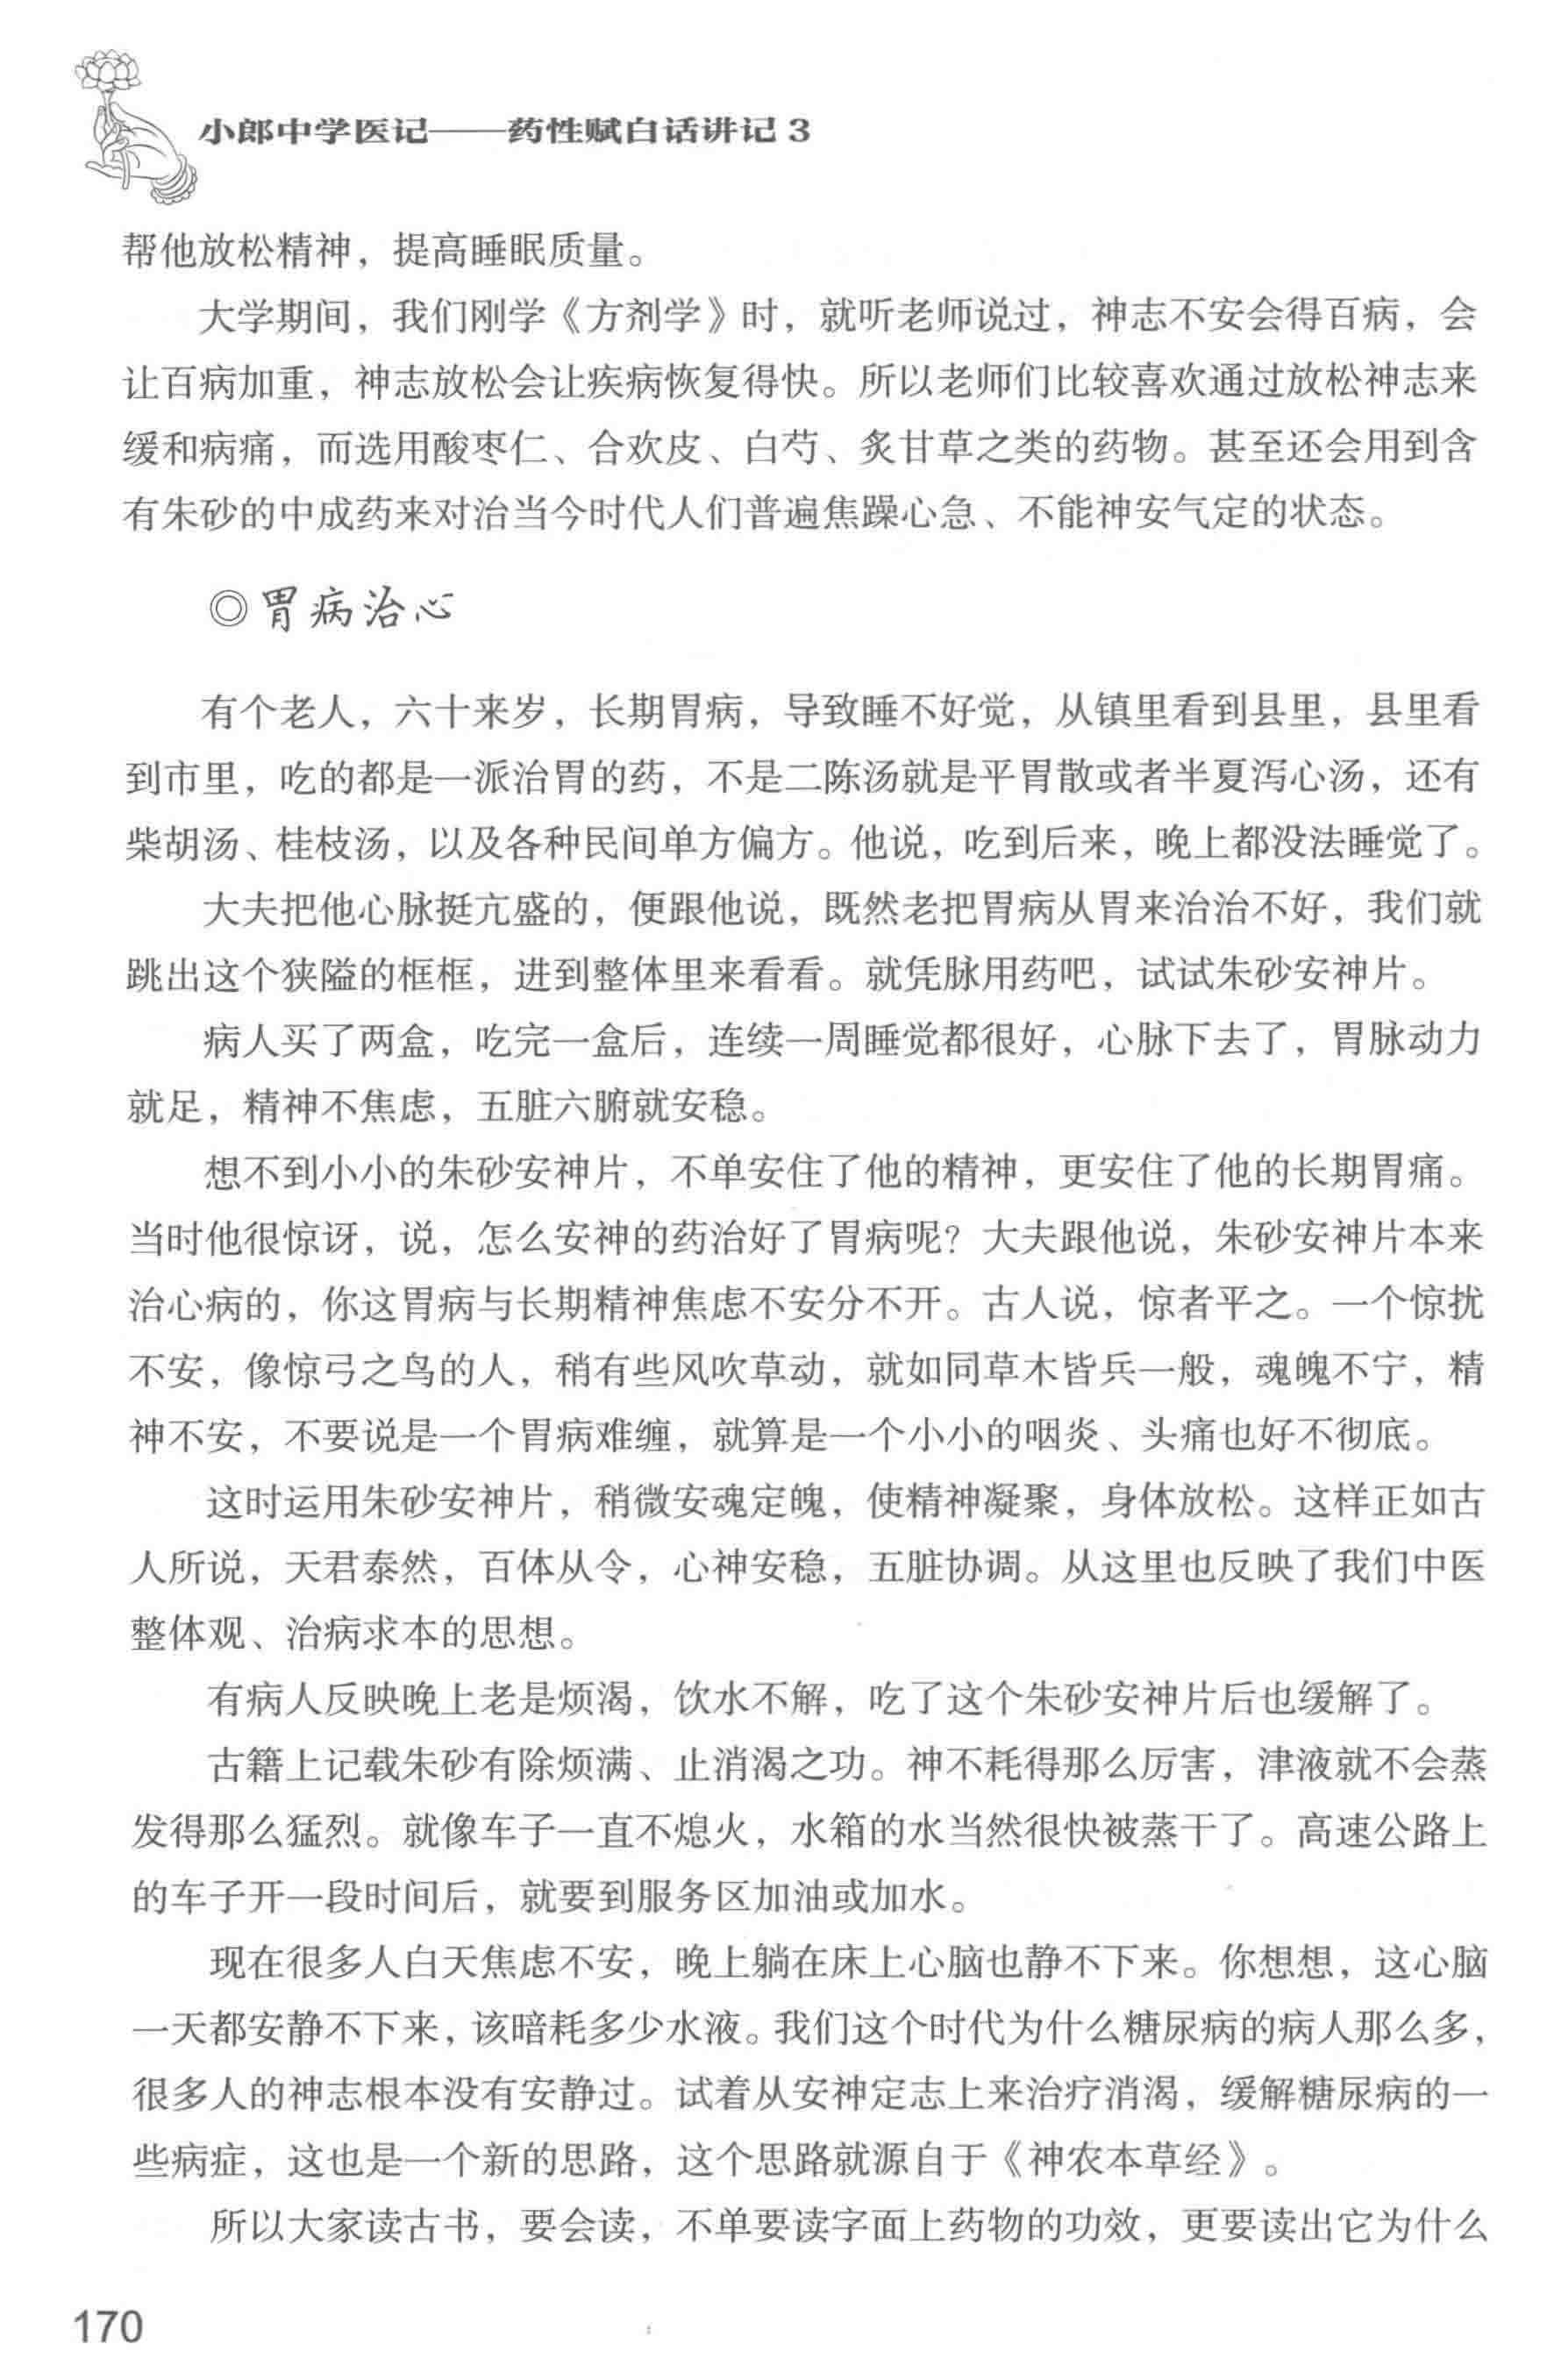 小郎中学医记——药性赋白话讲记 3
帮他放松精神，提高睡眠质量。
大学期间，我们刚学《方剂学》时，就听老师说过，神志不安会得百病，会
让百病加重，神志放松会让疾病恢复得快。所以老师们比较喜欢通过放松神志来
缓和病痛，而选用酸枣仁、合欢皮、白芍、炙甘草之类的药物。甚至还会用到含
有朱砂的中成药来对治当今时代人们普遍焦躁心急、不能神安气定的状态。
◎胃病治心
有个老人，六十来岁，长期胃病，导致睡不好觉，从镇里看到县里，县里看
到市里，吃的都是一派治胃的药，不是二陈汤就是平胃散或者半夏泻心汤，还有
柴胡汤、桂枝汤，以及各种民间单方偏方。他说，吃到后来，晚上都没法睡觉了。
大夫把他心脉挺亢盛的，便跟他说，既然老把胃病从胃来治治不好，我们就
跳出这个狭隘的框框，进到整体里来看看。就凭脉用药吧，试试朱砂安神片。
病人买了两盒，吃完一盒后，连续一周睡觉都很好，心脉下去了，胃脉动力
就足，精神不焦虑，五脏六腑就安稳。
想不到小小的朱砂安神片，不单安住了他的精神，更安住了他的长期胃痛。
当时他很惊讶，说，怎么安神的药治好了胃病呢？大夫跟他说，朱砂安神片本来
治心病的，你这胃病与长期精神焦虑不安分不开。古人说，惊者平之。一个惊扰
不安，像惊弓之鸟的人，稍有些风吹草动，就如同草木皆兵一般，魂魄不宁，精
神不安，不要说是一个胃病难缠，就算是一个小小的咽炎、头痛也好不彻底。
这时运用朱砂安神片，稍微安魂定魄，使精神凝聚，身体放松。这样正如古
人所说，天君泰然，百体从令，心神安稳，五脏协调。从这里也反映了我们中医
整体观、治病求本的思想。
有病人反映晚上老是烦渴，饮水不解，吃了这个朱砂安神片后也缓解了。
古籍上记载朱砂有除烦满、止消渴之功。神不耗得那么厉害，津液就不会蒸
发得那么猛烈。就像车子一直不熄火，水箱的水当然很快被蒸干了。高速公路上
的车子开一段时间后，就要到服务区加油或加水。
现在很多人白天焦虑不安，晚上躺在床上心脑也静不下来。你想想，这心脑
一天都安静不下来，该暗耗多少水液。我们这个时代为什么糖尿病的病人那么多，
很多人的神志根本没有安静过。试着从安神定志上来治疗消渴，缓解糖尿病的一
些病症，这也是一个新的思路，这个思路就源自于《神农本草经》。
所以大家读古书，要会读，不单要读字面上药物的功效，更要读出它为什么
170